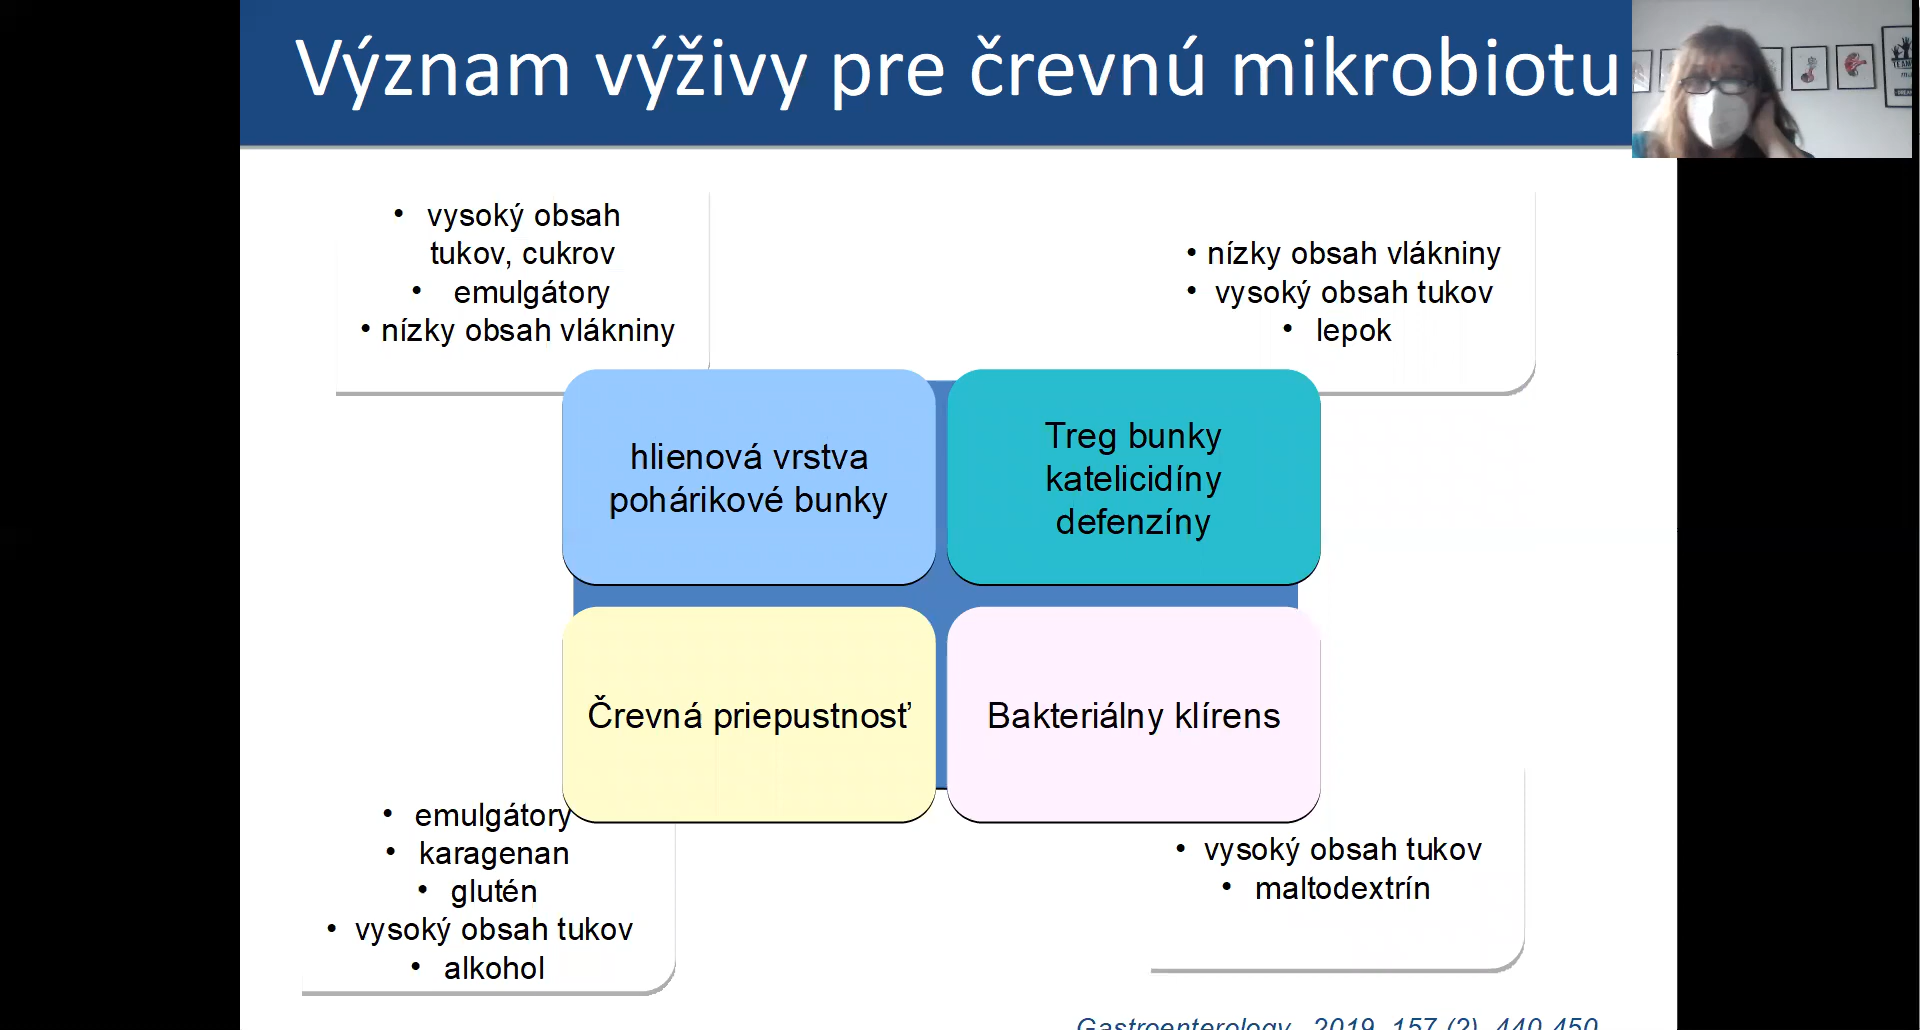 Význam výživy pre črevnú mikrobiotu
• vysoký obsah
tukov, cukrov
• emulgátory
• nízky obsah vlákniny
• nízky obsah vlákniny
• vysoký obsah tukov
• lepok
hlienová vrstva
pohárikové bunky
Treg bunky
katelicidíny
defenzíny
Črevná priepustnosť
Bakteriálny klírens
• emulgátory
• karagenan
• glutén
• vysoký obsah tukov
• alkohol
• vysoký obsah tukov
• maltodextrín
Gastroenterology, 2019, 157 (2), 440-450